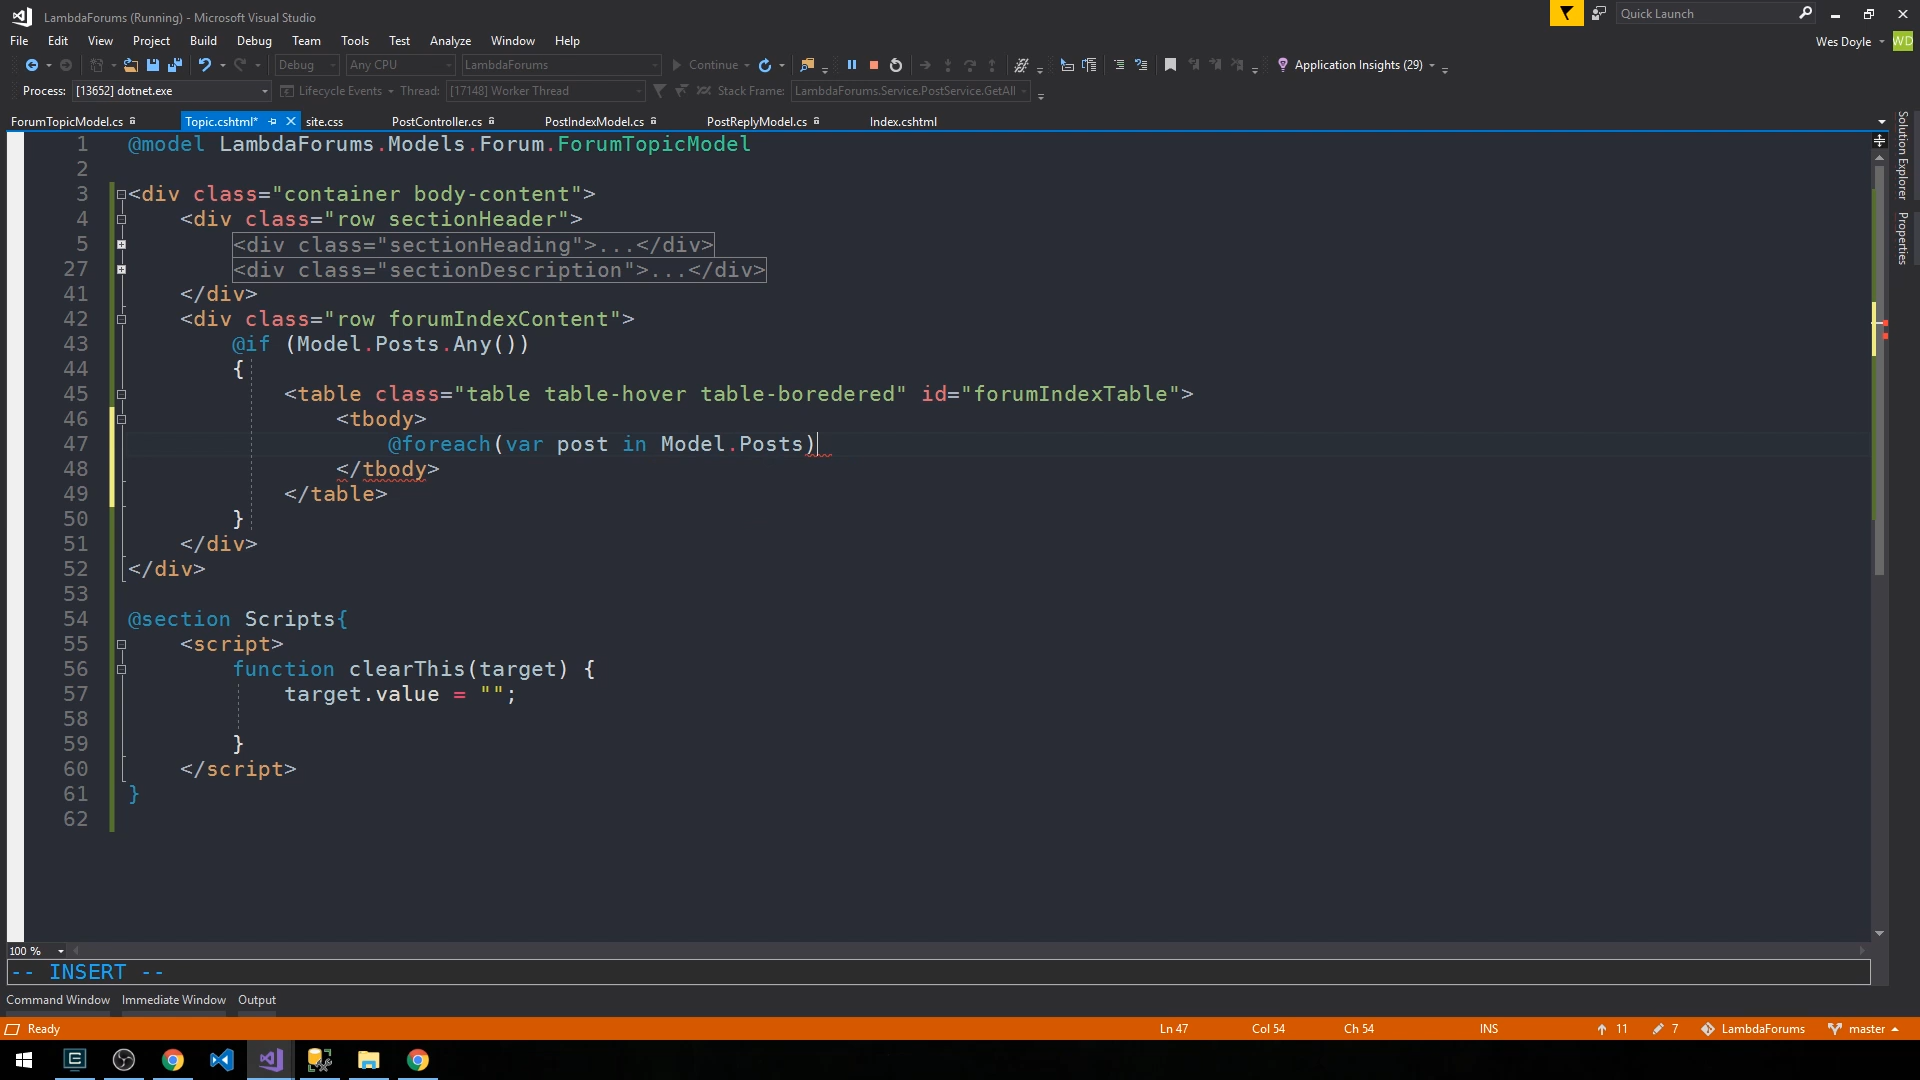 LambdaForums (Running) - Microsoft Visual Studio
Quick Launch
File Edit View Project Build Debug Team Tools Test Analyze Window Help
Wes Doyle WD
Debug Any CPU LambdaForums Continue Application Insights (29)
Process: [13652] dotnet.exe Lifecycle Events Thread: [17148] Worker Thread Stack Frame: LambdaForums.Service.PostService.GetAll
ForumTopicModel.cs Topic.cshtml* site.css PostController.cs PostIndexModel.cs PostReplyModel.cs Index.cshtml
Solution Explorer
Properties
1 @model LambdaForums.Models.Forum.ForumTopicModel
2
3 <div class="container body-content">
4 <div class="row sectionHeader">
5 <div class="sectionHeading">...</div>
27 <div class="sectionDescription">...</div>
41 </div>
42 <div class="row forumIndexContent">
43 @if (Model.Posts.Any())
44 {
45 <table class="table table-hover table-boredered" id="forumIndexTable">
46 <tbody>
47 @foreach(var post in Model.Posts)
48 </tbody>
49 </table>
50 }
51 </div>
52 </div>
53
54 @section Scripts{
55 <script>
56 function clearThis(target) {
57 target.value = "";
58
59 }
60 </script>
61 }
62
100 %
-- INSERT --
Command Window Immediate Window Output
Ready Ln 47 Col 54 Ch 54 INS 11 7 LambdaForums master